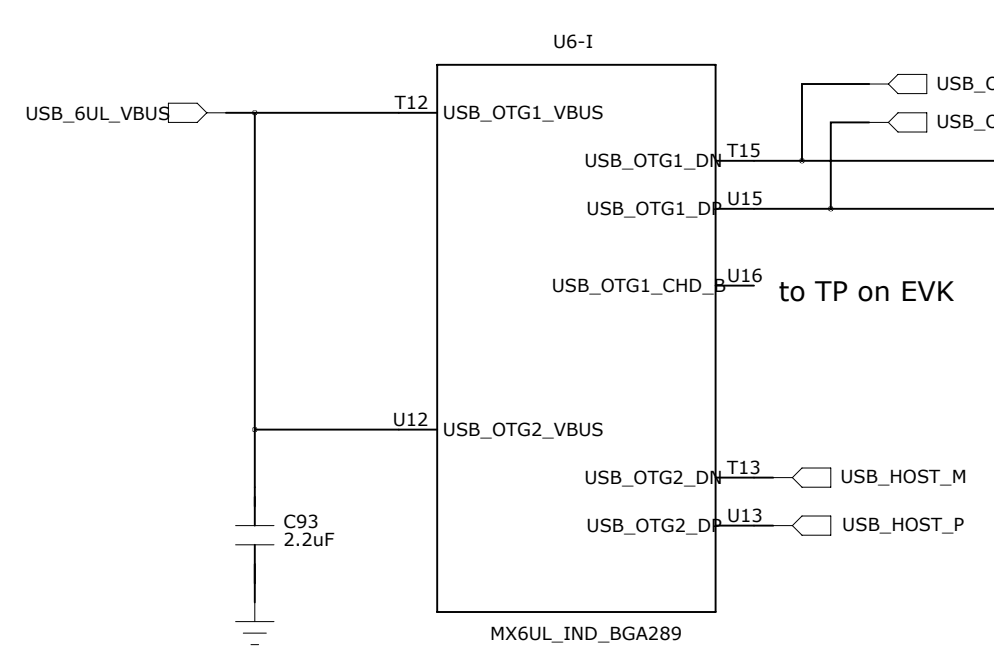 U6-I
USB_6UL_VBUS
T12
USB_OTG1_VBUS
USB_OTG1_DN
T15
USB_OTG1_DP
U15
USB_OTG1_CHD_B
U16
to TP on EVK
U12
USB_OTG2_VBUS
USB_OTG2_DN
T13
USB_HOST_M
USB_OTG2_DP
U13
USB_HOST_P
C93
2.2uF
MX6UL_IND_BGA289